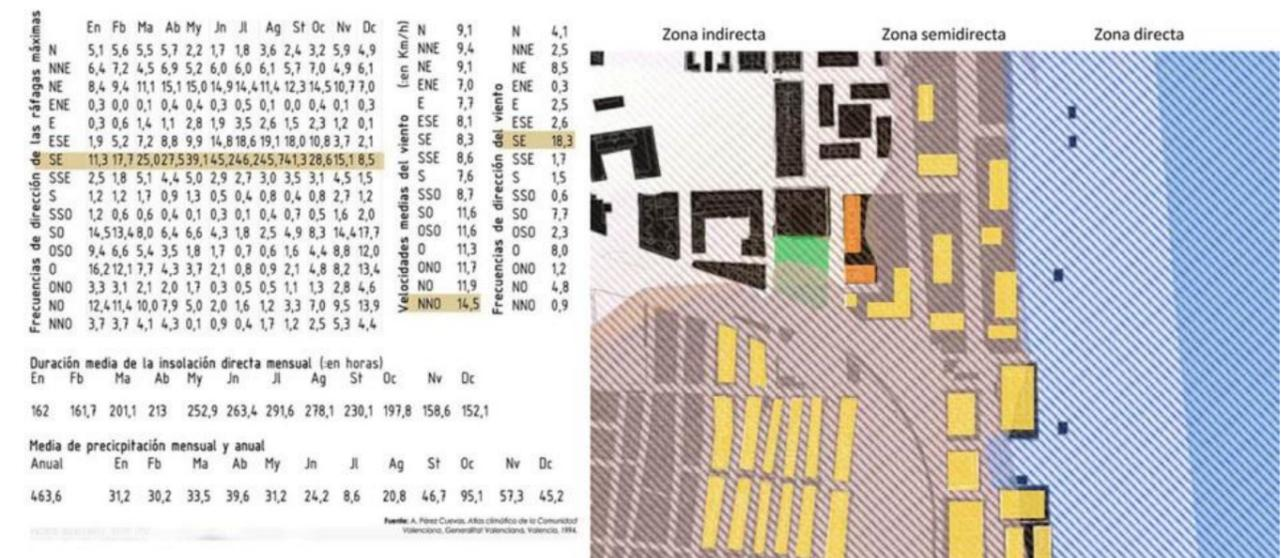 Frecuencias de dirección de las ráfagas máximas
En Fb Ma Ab My Jn Jl Ag St Oc Nv Dc
N 5,1 5,6 5,5 5,7 2,2 1,7 1,8 3,6 2,4 3,2 5,9 4,9
NNE 6,4 7,2 4,5 6,9 5,2 6,0 6,0 6,1 5,7 7,0 4,9 6,1
NE 8,4 9,4 11,1 15,1 15,0 14,9 14,4 11,4 12,3 14,5 10,7 7,0
ENE 0,3 0,0 0,1 0,4 0,4 0,3 0,5 0,1 0,0 0,4 0,1 0,3
E 0,3 0,6 1,4 1,1 2,8 1,9 3,5 2,6 1,5 2,3 1,2 0,1
ESE 1,9 5,2 7,2 8,8 9,9 14,8 18,6 19,1 18,0 10,8 3,7 2,1
SE 11,3 17,7 25,0 27,5 39,1 45,2 46,2 45,7 41,3 28,6 15,1 8,5
SSE 2,5 1,8 5,1 4,4 5,0 2,9 2,7 3,0 3,5 3,1 4,5 1,5
S 1,2 1,2 1,7 0,9 1,3 0,5 0,4 0,8 0,4 0,8 2,7 1,2
SSO 1,2 0,6 0,6 0,4 0,1 0,3 0,1 0,4 0,7 0,5 1,6 2,0
SO 14,5 13,4 8,0 6,4 6,6 4,3 1,8 2,5 4,9 8,3 14,4 17,7
OSO 9,4 6,6 5,4 3,5 1,8 1,7 0,7 0,6 1,6 4,4 8,8 12,0
O 16,2 12,1 7,7 4,3 3,7 2,1 0,8 0,9 2,1 4,8 8,2 13,4
ONO 3,3 3,1 2,1 2,0 1,7 0,3 0,5 0,5 1,1 1,3 2,8 4,6
NO 12,4 11,4 10,0 7,9 5,0 2,0 1,6 1,2 3,3 7,0 9,5 13,9
NNO 3,7 3,7 4,1 4,3 0,1 0,9 0,4 1,7 1,2 2,5 5,3 4,4
Velocidades medias del viento (:en Km/h)
N 9,1
NNE 9,4
NE 9,1
ENE 7,0
E 7,7
ESE 8,1
SE 8,3
SSE 8,6
S 7,6
SSO 8,7
SO 11,6
OSO 11,6
O 11,3
ONO 11,7
NO 11,9
NNO 14,5
Frecuencias de dirección del viento
N 4,1
NNE 2,5
NE 8,5
ENE 0,3
E 2,5
ESE 2,6
SE 18,3
SSE 1,7
S 1,5
SSO 0,6
SO 7,7
OSO 2,3
O 8,0
ONO 1,2
NO 4,8
NNO 0,9
Duración media de la insolación directa mensual (:en horas)
En Fb Ma Ab My Jn Jl Ag St Oc Nv Dc
162 161,7 201,1 213 252,9 263,4 291,6 278,1 230,1 197,8 158,6 152,1
Media de precicpitación mensual y anual
Anual En Fb Ma Ab My Jn Jl Ag St Oc Nv Dc
463,6 31,2 30,2 33,5 39,6 31,2 24,2 8,6 20,8 46,7 95,1 57,3 45,2
Fuente: A. Pérez Cuevas. Atlas climático de la Comunidad
Valenciana, Generalitat Valenciana, Valencia, 1994.
Zona indirecta Zona semidirecta Zona directa